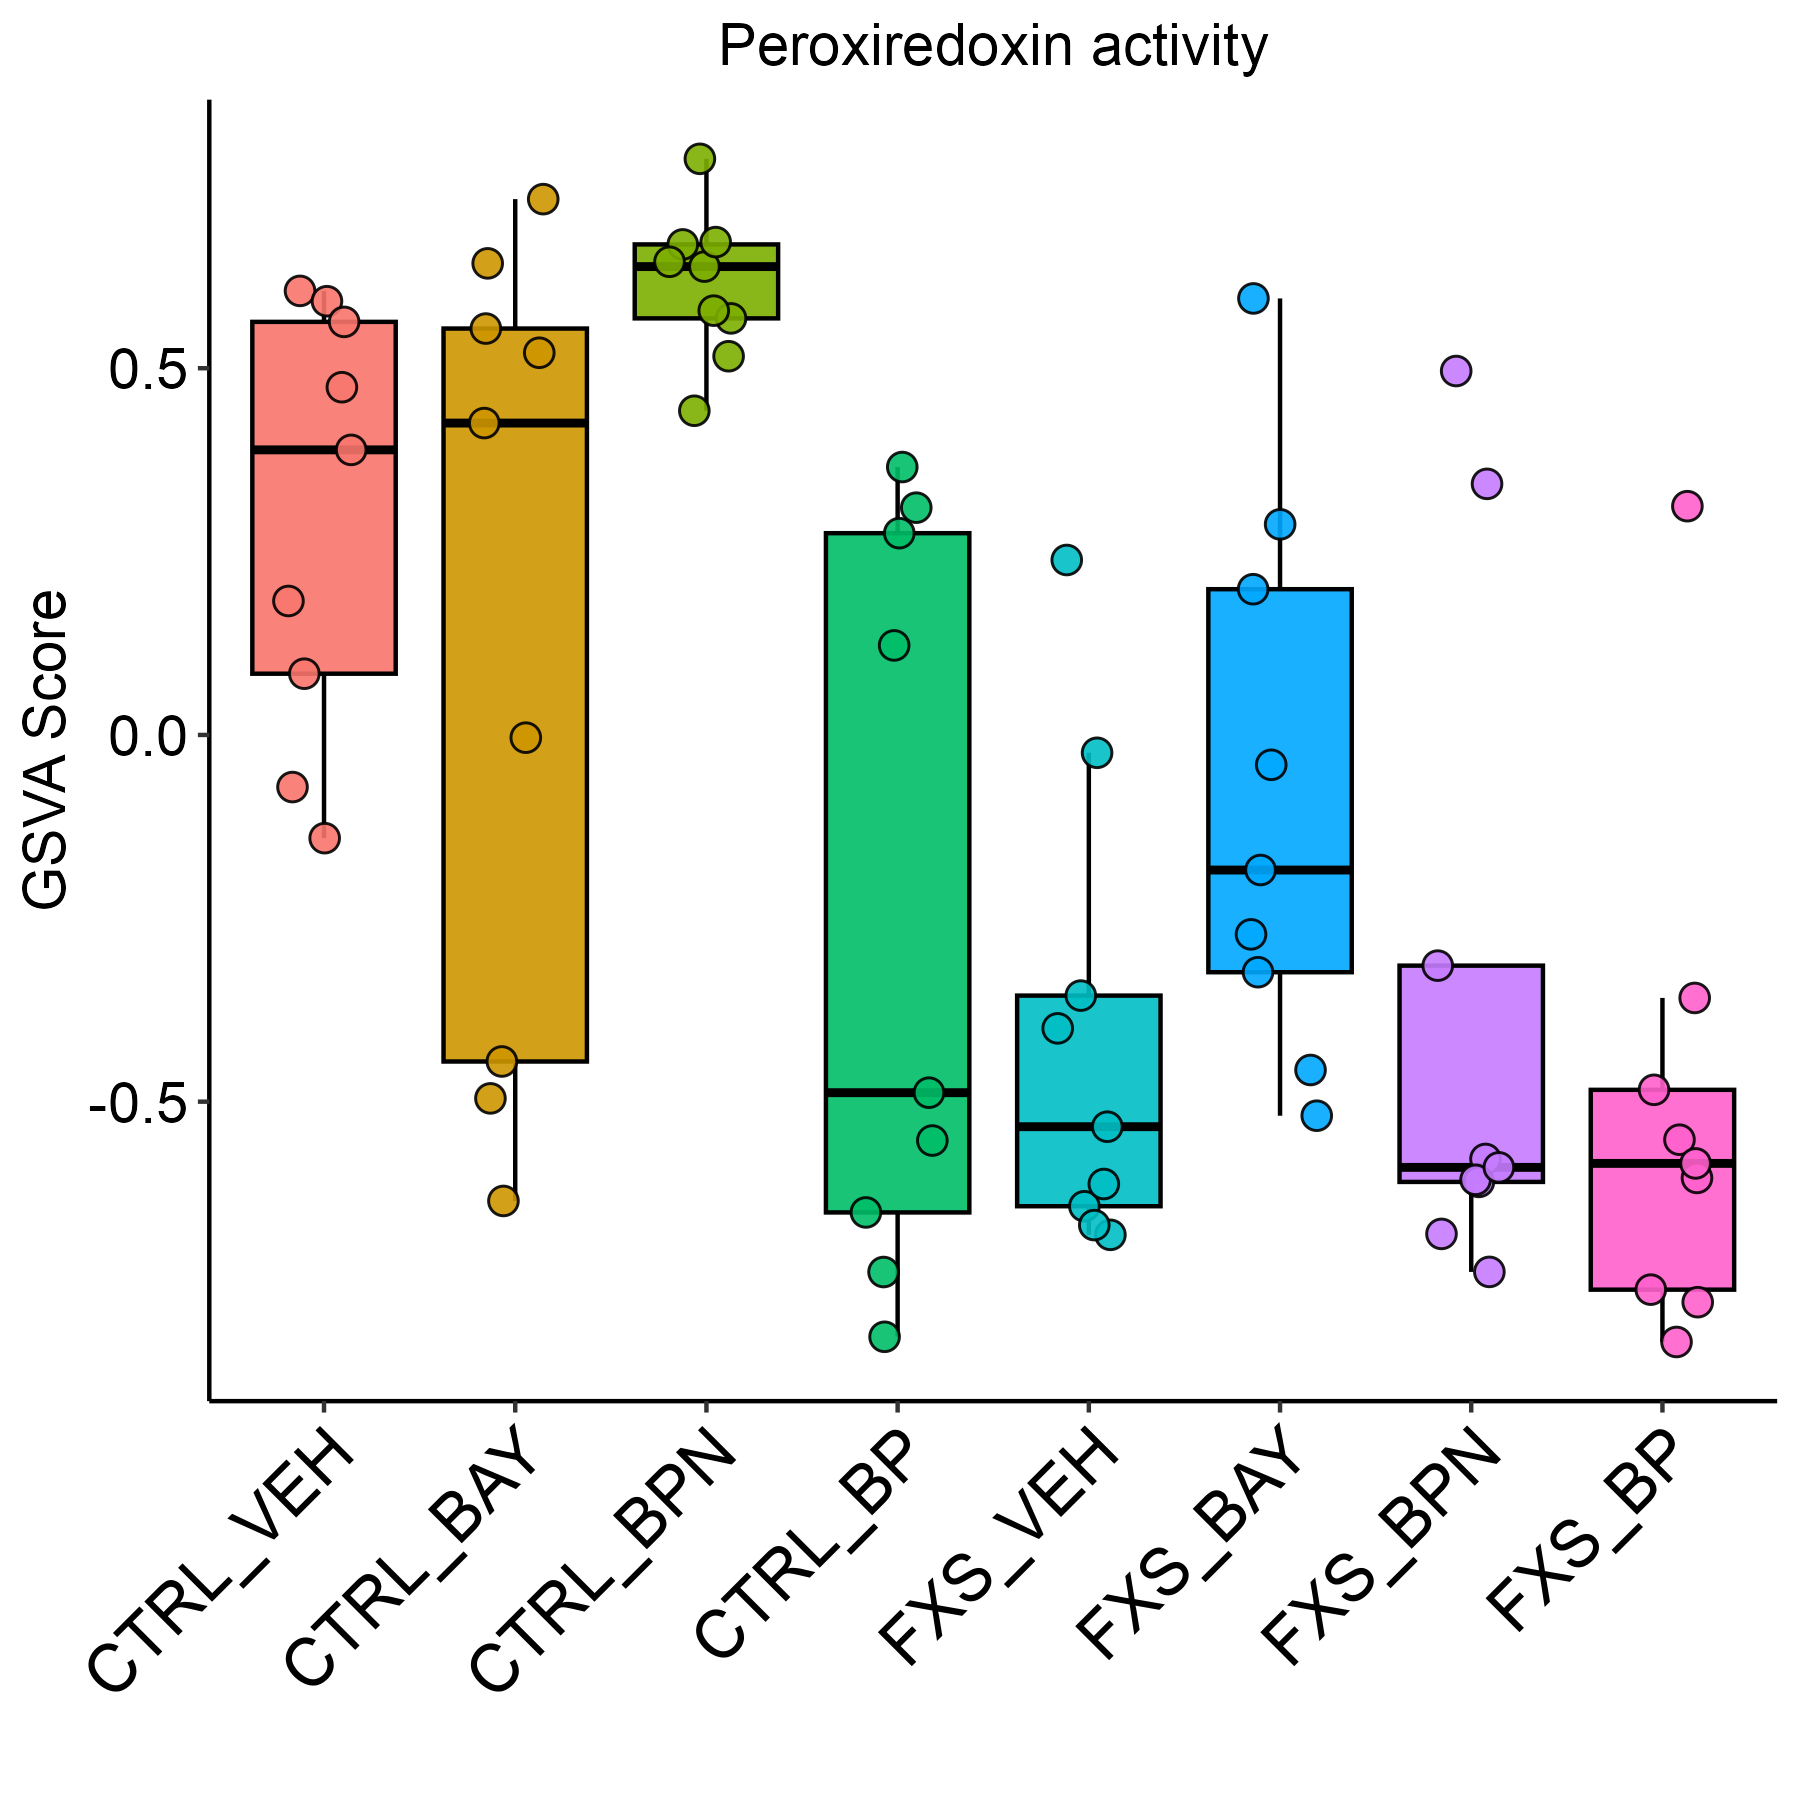 Peroxiredoxin activity
GSVA Score
0.5
0.0
-0.5
CTRL_VEH
CTRL_BAY
CTRL_BPN
CTRL_BP
FXS_VEH
FXS_BAY
FXS_BPN
FXS_BP